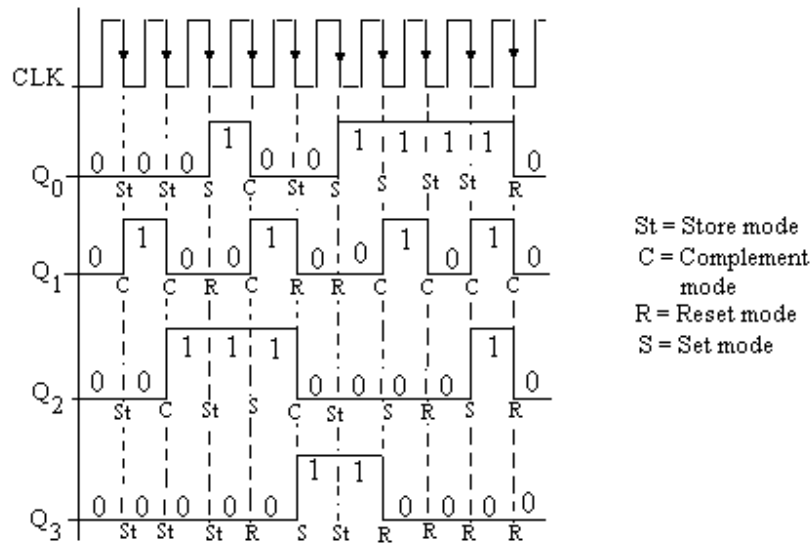 CLK
0 0 0 1 0 0 1 1 1 1 0
Q0
St St S C St S S St St R
0 1 0 0 1 0 0 0 1 0 1 0
Q1
C C R C R R C C C C
0 0 1 1 1 0 0 0 0 1 0
Q2
St C St S C St S R S R
0 0 0 0 0 1 1 0 0 0 0
Q3
St St St R S St R R R R
St = Store mode
C = Complement
mode
R = Reset mode
S = Set mode